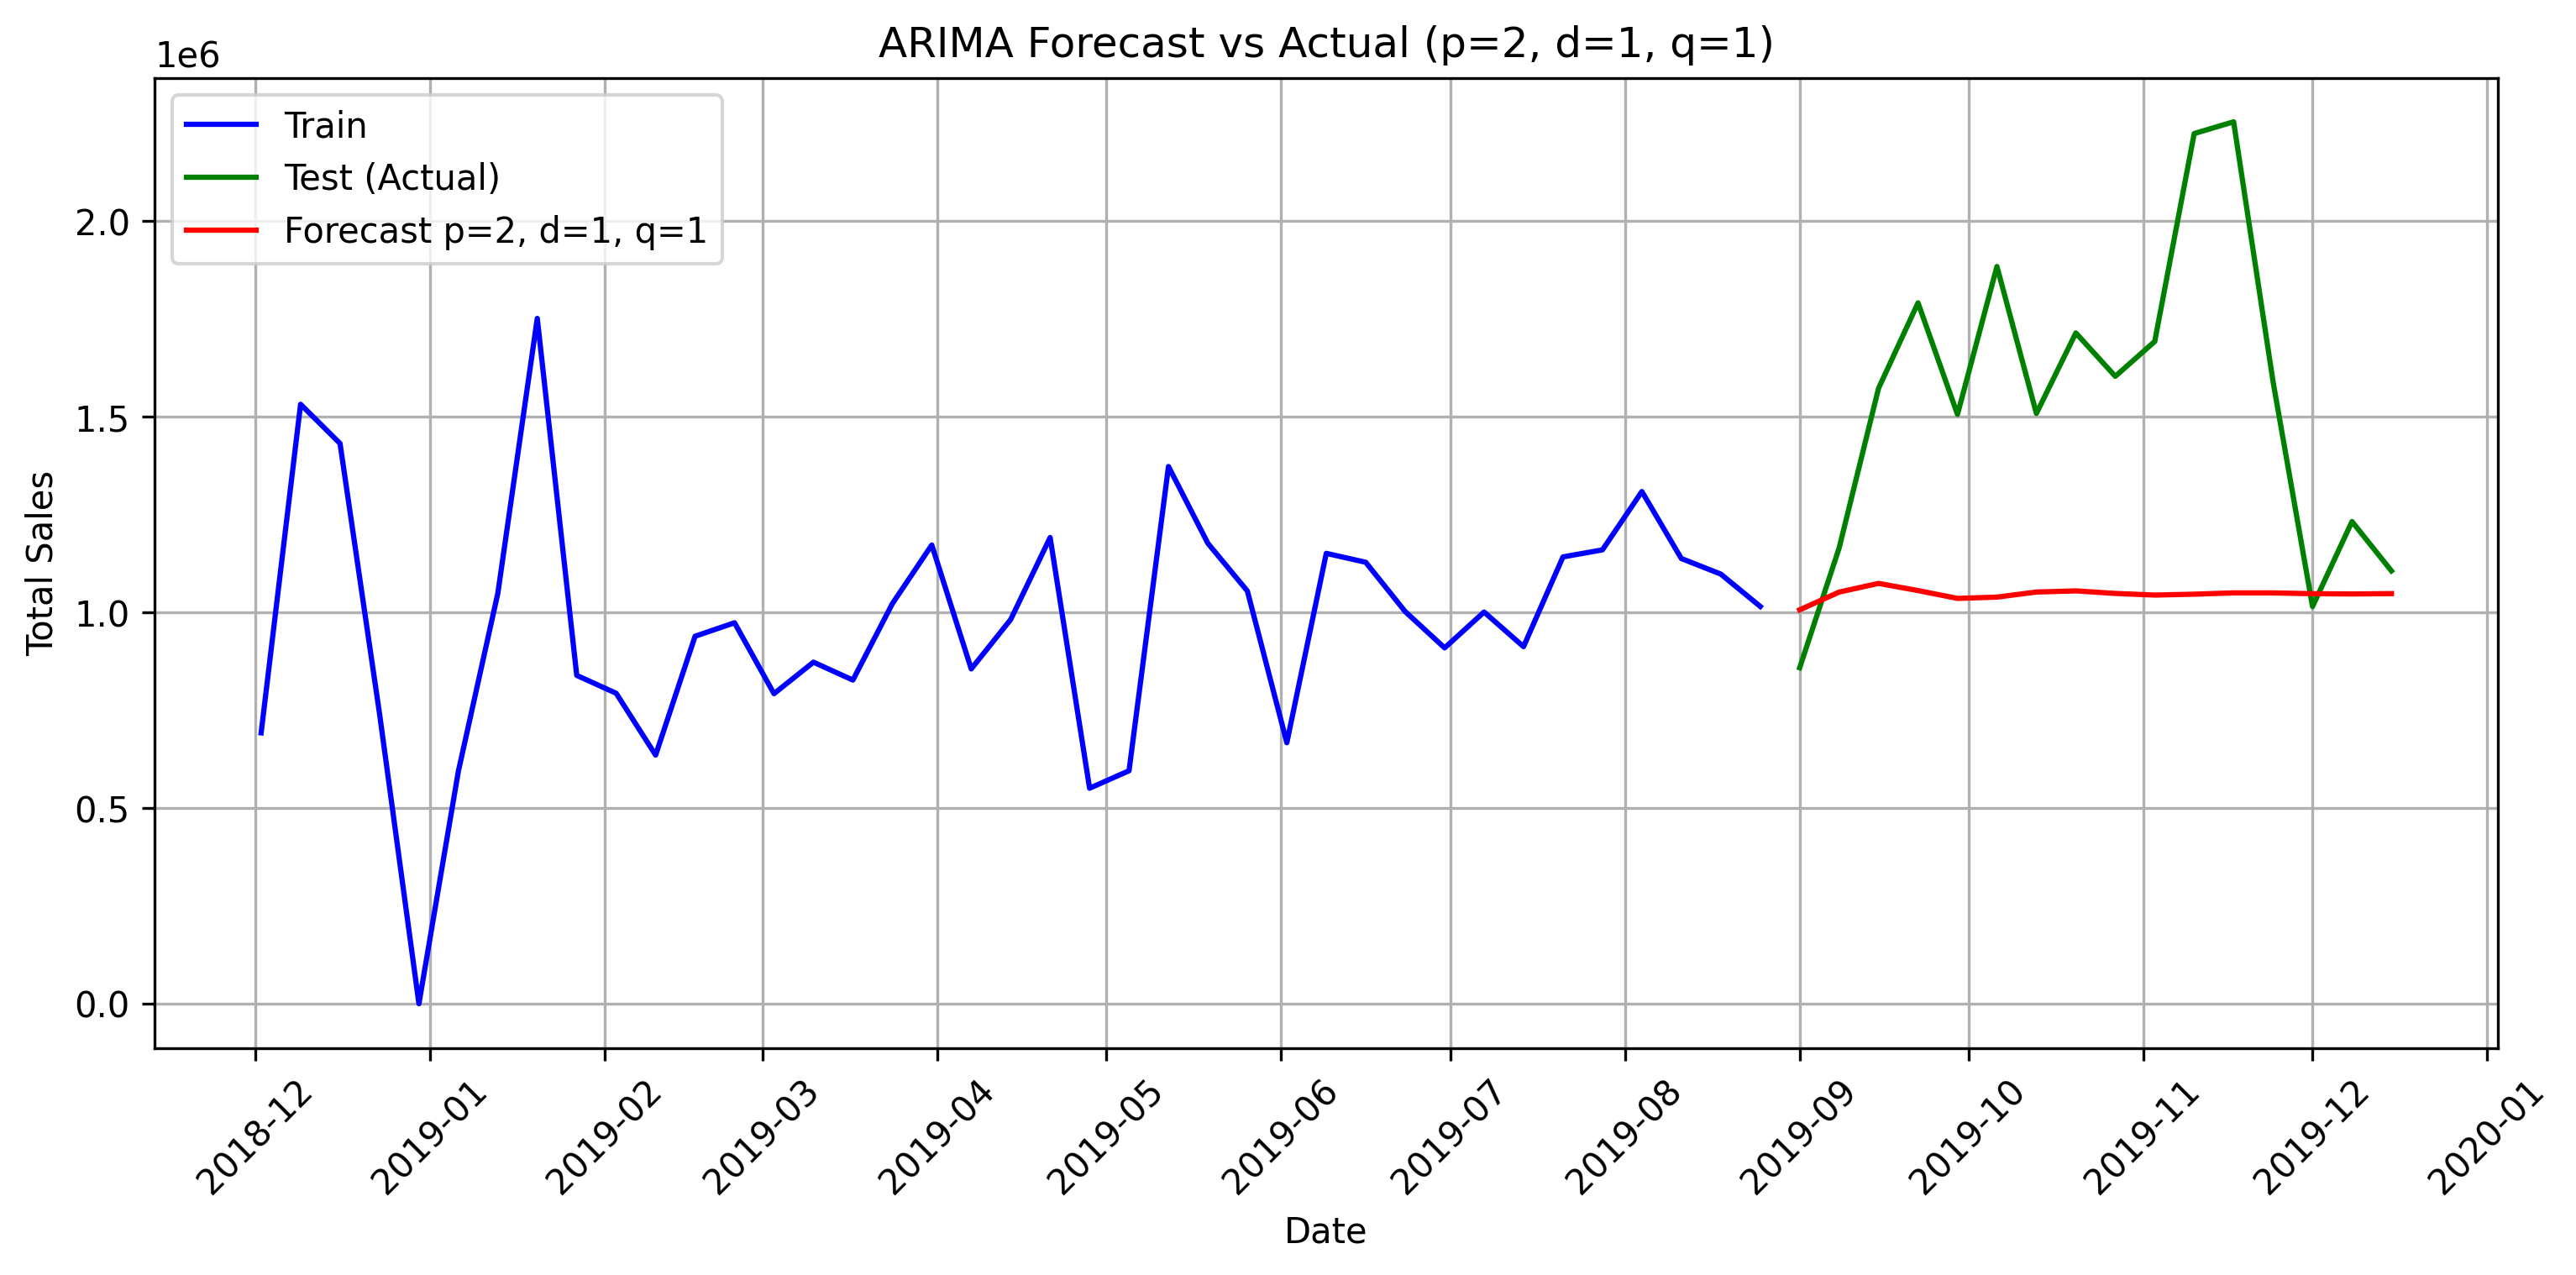 ARIMA Forecast vs Actual (p=2, d=1, q=1)
1e6
Train
Test (Actual)
Forecast p=2, d=1, q=1
2.0
1.5
1.0
0.5
0.0
Total Sales
2018-12
2019-01
2019-02
2019-03
2019-04
2019-05
2019-06
2019-07
2019-08
2019-09
2019-10
2019-11
2019-12
2020-01
Date